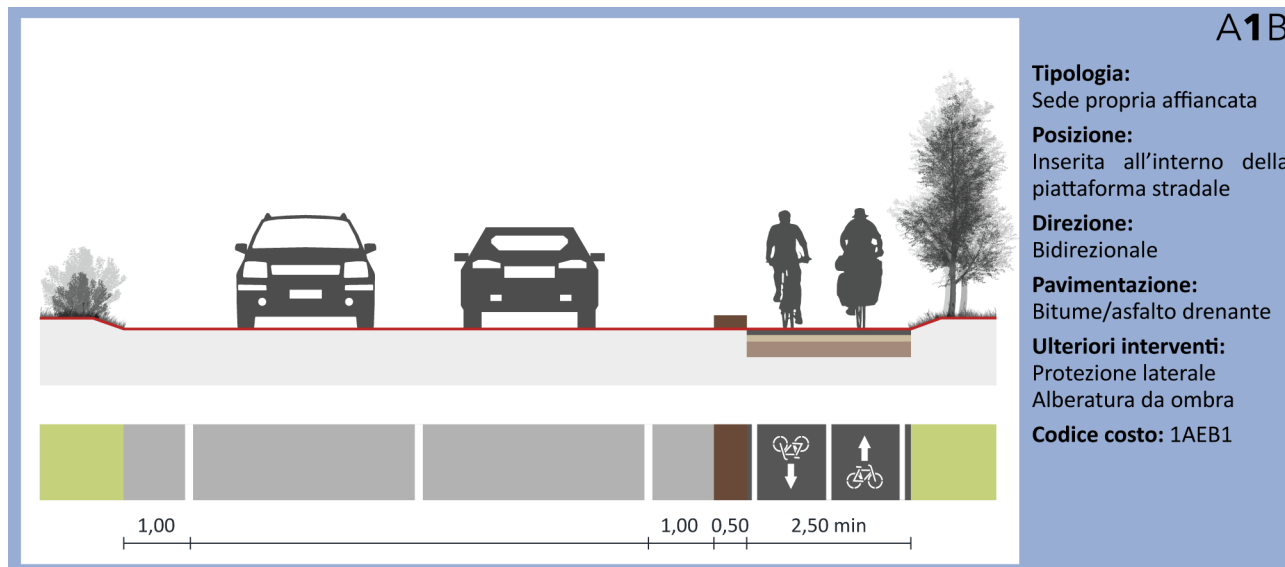 A1B
Tipologia:
Sede propria affiancata
Posizione:
Inserita all'interno della
piattaforma stradale
Direzione:
Bidirezionale
Pavimentazione:
Bitume/asfalto drenante
Ulteriori interventi:
Protezione laterale
Alberatura da ombra
Codice costo: 1AEB1
1,00 1,00 0,50 2,50 min